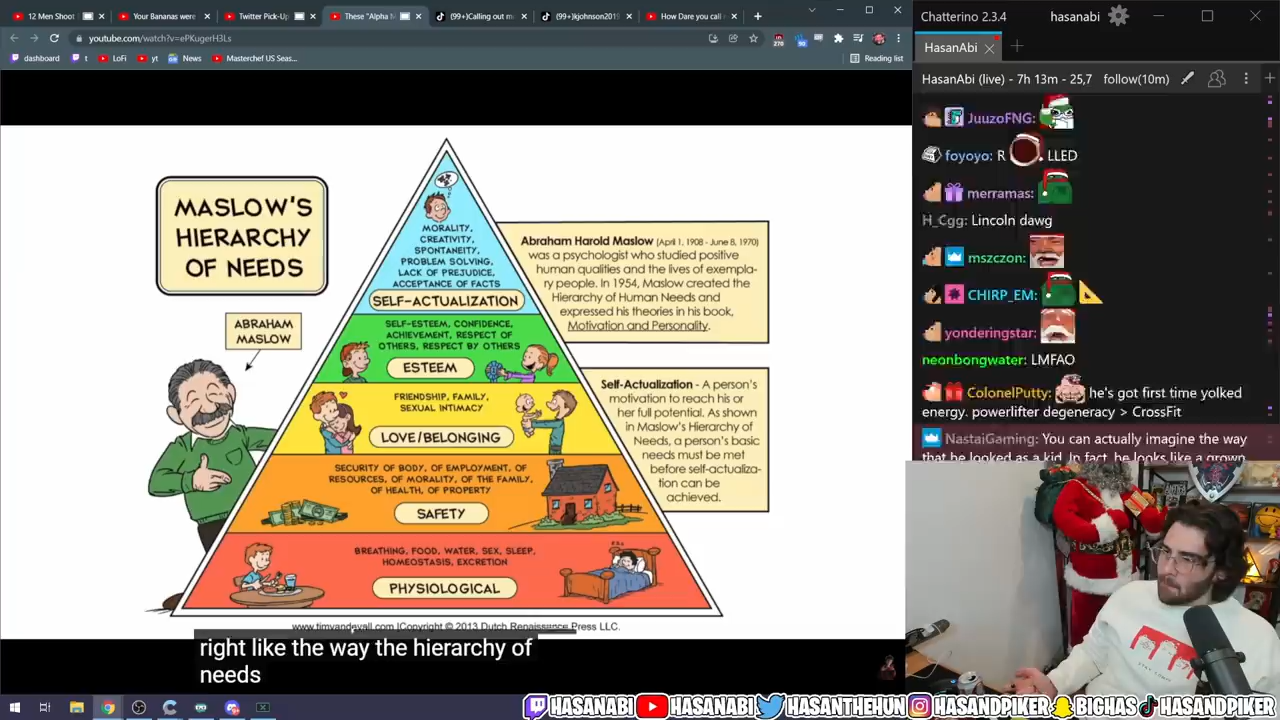 12 Men Shoot
Your Bananas were
Twitter Pick-Up
These "Alpha M
(99+)Calling out m
(99+)kjohnson2019
How Dare you call
youtube.com/watch?v=ePKugerH3Ls
270
90
dashboard
t
LoFi
yt
News
Masterchef US Seas...
Reading list
MASLOW'S
HIERARCHY
OF NEEDS
ABRAHAM
MASLOW
MORALITY,
CREATIVITY,
SPONTANEITY,
PROBLEM SOLVING,
LACK OF PREJUDICE,
ACCEPTANCE OF FACTS
SELF-ACTUALIZATION
SELF-ESTEEM, CONFIDENCE,
ACHIEVEMENT, RESPECT OF
OTHERS, RESPECT BY OTHERS
ESTEEM
FRIENDSHIP, FAMILY,
SEXUAL INTIMACY
LOVE/BELONGING
SECURITY OF BODY, OF EMPLOYMENT, OF
RESOURCES, OF MORALITY, OF THE FAMILY,
OF HEALTH, OF PROPERTY
SAFETY
BREATHING, FOOD, WATER, SEX, SLEEP,
HOMEOSTASIS, EXCRETION
PHYSIOLOGICAL
Abraham Harold Maslow (April 1, 1908 - June 8, 1970)
was a psychologist who studied positive
human qualities and the lives of exempla-
ry people. In 1954, Maslow created the
Hierarchy of Human Needs and
expressed his theories in his book,
Motivation and Personality.
Self-Actualization - A person's
motivation to reach his or
her full potential. As shown
in Maslow's Hierarchy of
Needs, a person's basic
needs must be met
before self-actualiza-
tion can be
achieved.
www.timvandevall.com | Copyright © 2013 Dutch Renaissance Press LLC.
right like the way the hierarchy of
needs
Chatterino 2.3.4
hasanabi
HasanAbi
HasanAbi (live) - 7h 13m - 25,7
follow(10m)
JuuzoFNG:
foyoyo: R LLED
merramas:
H_Cgg: Lincoln dawg
mszczon:
CHIRP_EM:
yonderingstar:
neonbongwater: LMFAO
ColonelPutty: he's got first time yolked
energy. powerlifter degeneracy > CrossFit
NastaiGaming: You can actually imagine the way
that he looked as a kid. In fact, he looks like a grown
HASANABI
HASANABI
HASANTHEHUN
HASANDPIKER
BIGHAS
HASANDPIKER